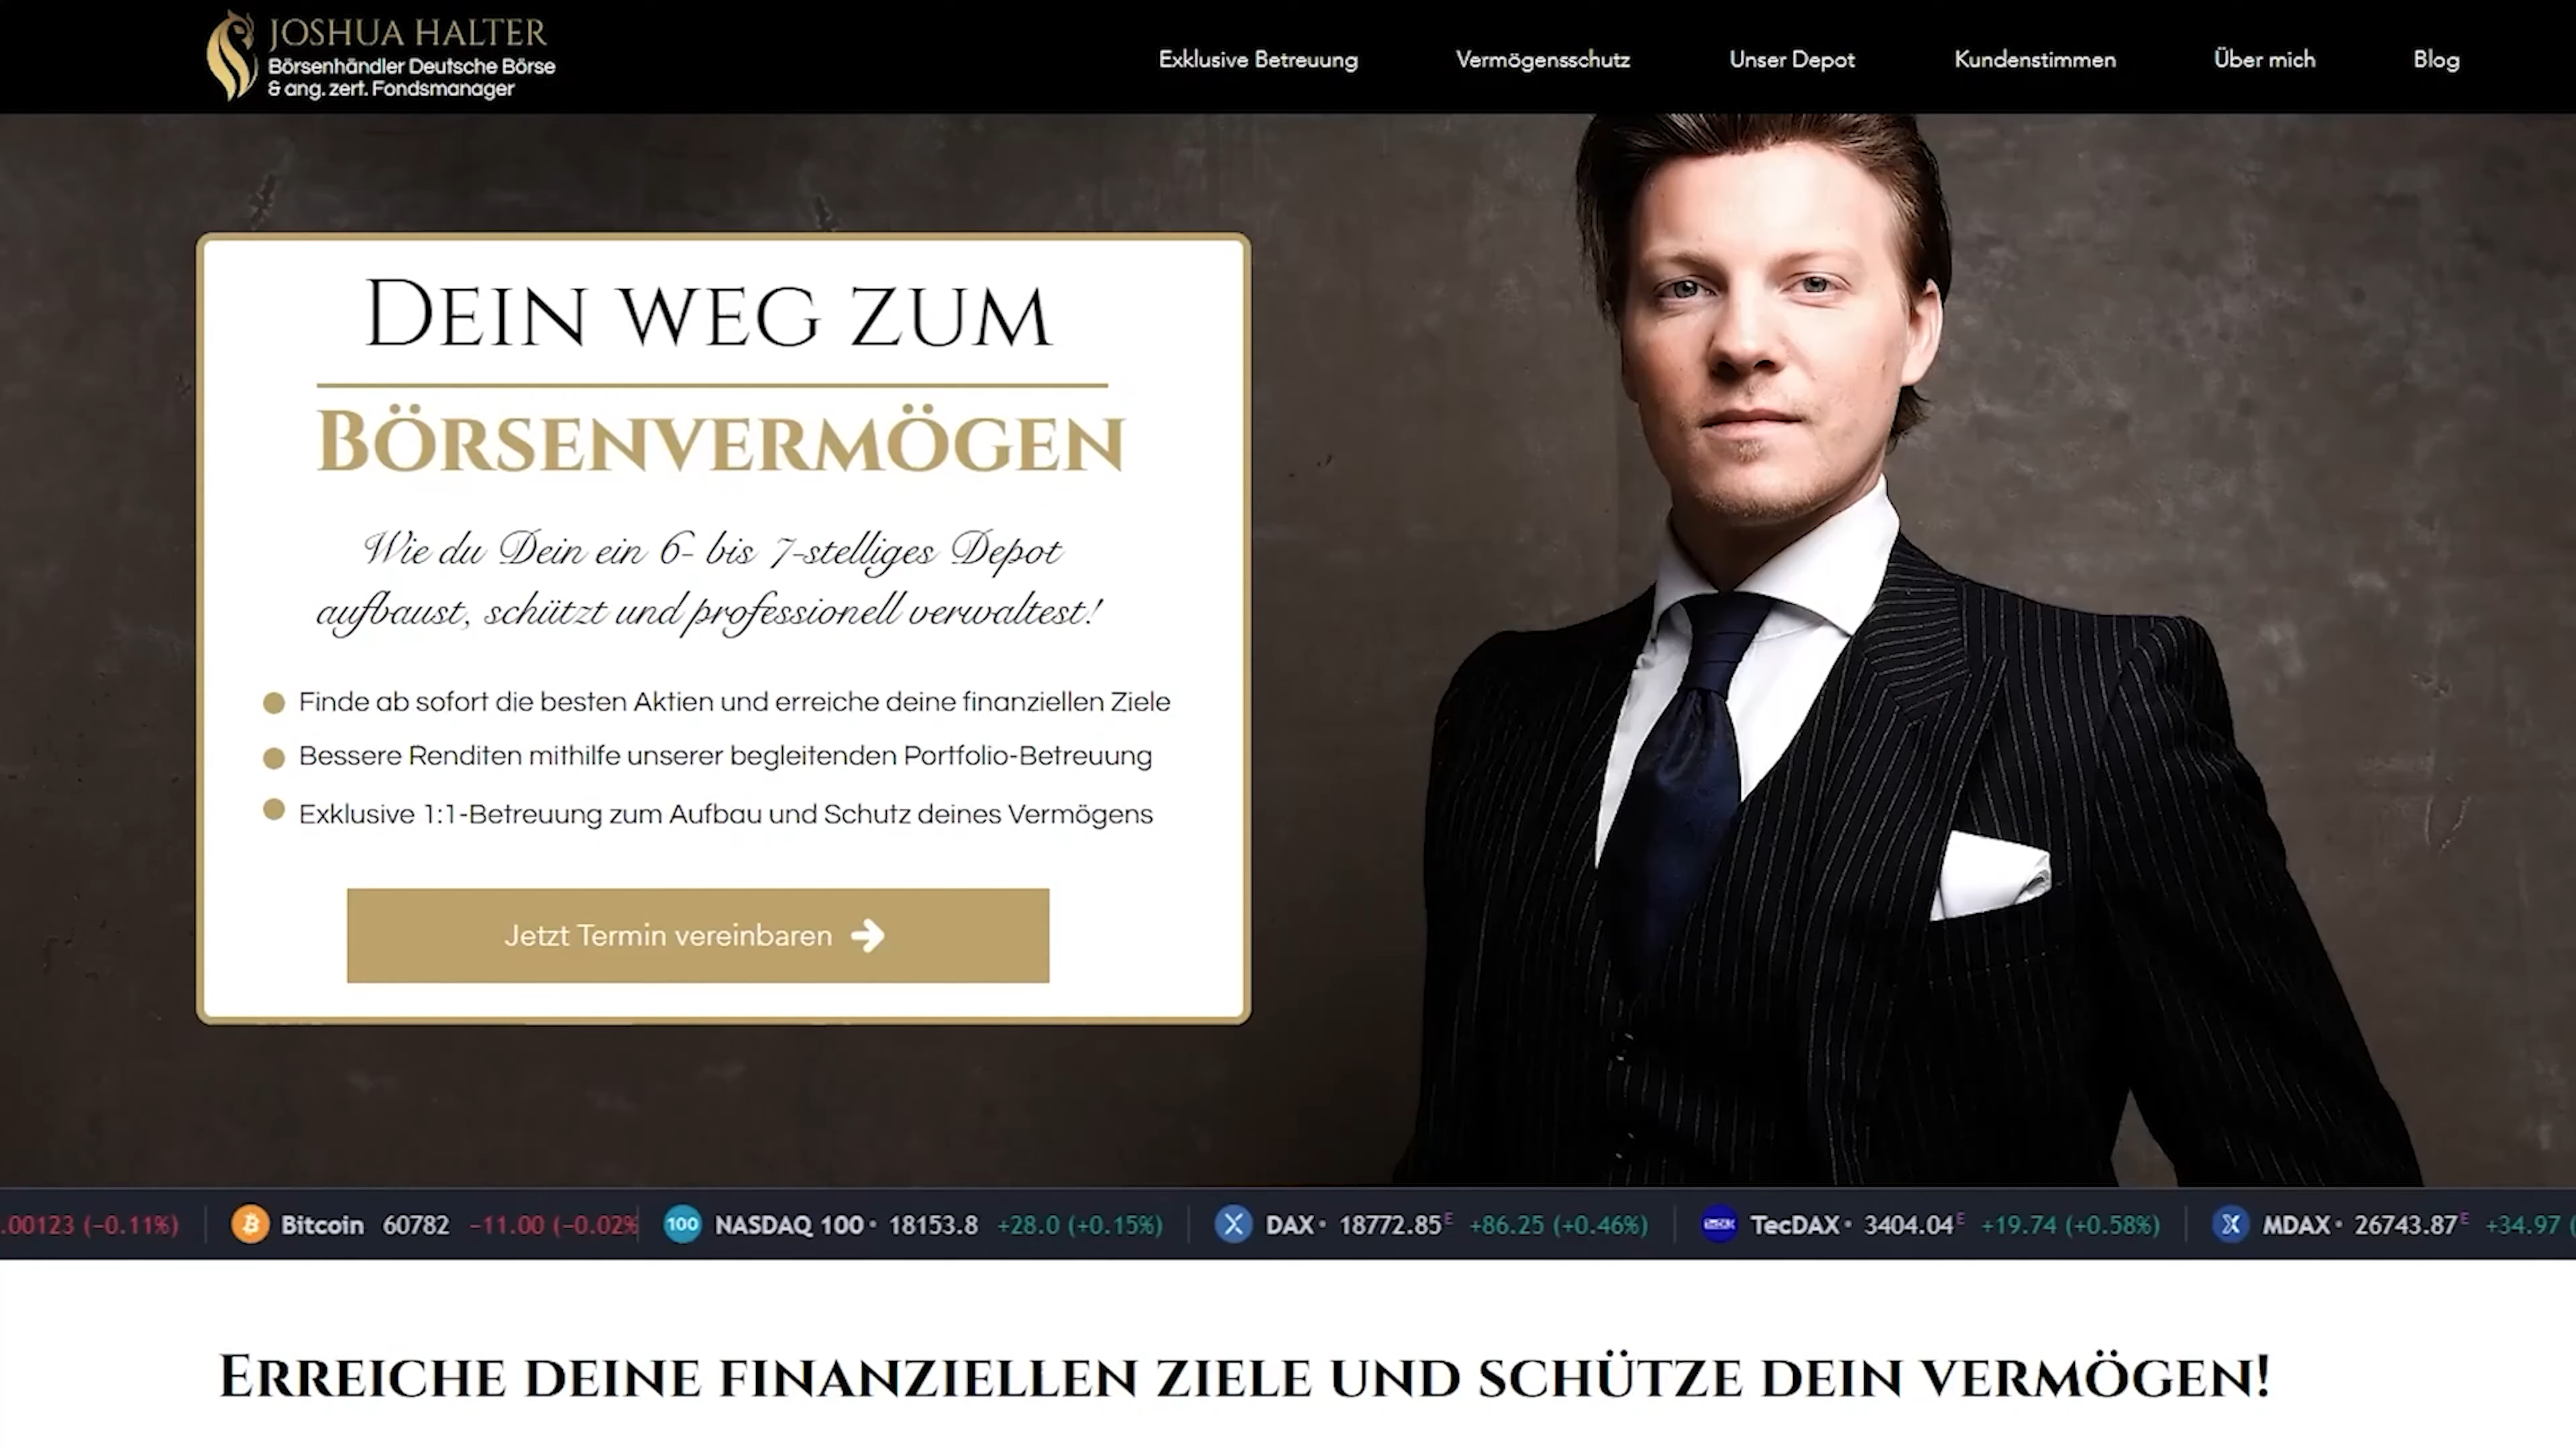 JOSHUA HALTER
Börsenhändler Deutsche Börse
& ang. zert. Fondsmanager
Exklusive Betreuung
Vermögensschutz
Unser Depot
Kundenstimmen
Über mich
Blog
DEIN WEG ZUM
BÖRSENVERMÖGEN
Wie du Dein ein 6- bis 7-stelliges Depot
aufbaust, schützt und professionell verwaltest!
Finde ab sofort die besten Aktien und erreiche deine finanziellen Ziele
Bessere Renditen mithilfe unserer begleitenden Portfolio-Betreuung
Exklusive 1:1-Betreuung zum Aufbau und Schutz deines Vermögens
Jetzt Termin vereinbaren
.00123 (−0.11%) Bitcoin 60782 −11.00 (−0.02% 100 NASDAQ 100 • 18153.8 +28.0 (+0.15%) DAX • 18772.85 E +86.25 (+0.46%) TecDAX • 3404.04 E +19.74 (+0.58%) MDAX • 26743.87 E +34.97 (
ERREICHE DEINE FINANZIELLEN ZIELE UND SCHÜTZE DEIN VERMÖGEN!